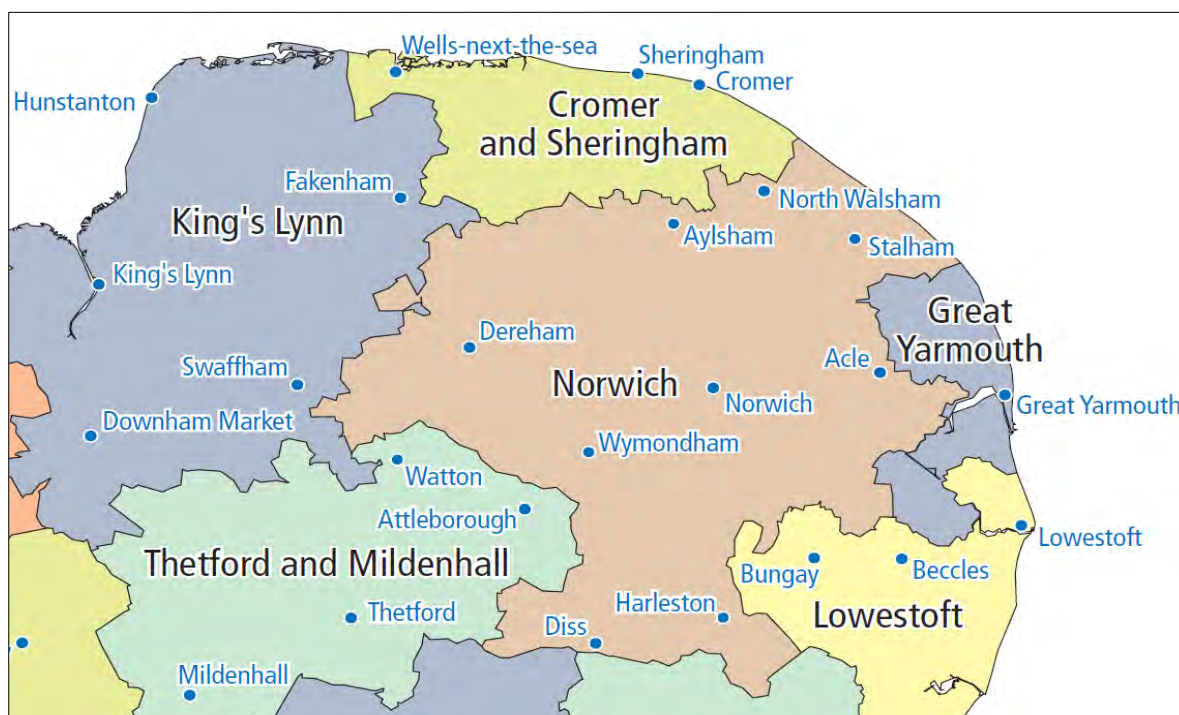 Wells-next-the-sea
Sheringham
Cromer
Hunstanton
Cromer
and Sheringham
Fakenham
North Walsham
King's Lynn
Aylsham
Stalham
King's Lynn
Great
Yarmouth
Dereham
Swaffham
Acle
Norwich
Norwich
Great Yarmouth
Downham Market
Wymondham
Watton
Attleborough
Lowestoft
Thetford and Mildenhall
Bungay
Beccles
Thetford
Harleston
Lowestoft
Diss
Mildenhall